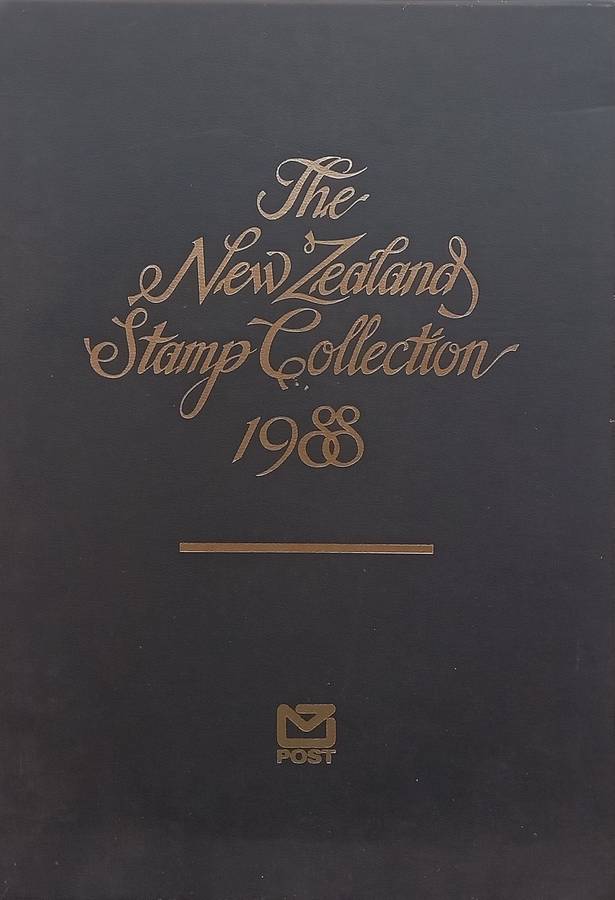 The
New Zealand
Stamp Collection
1988
POST